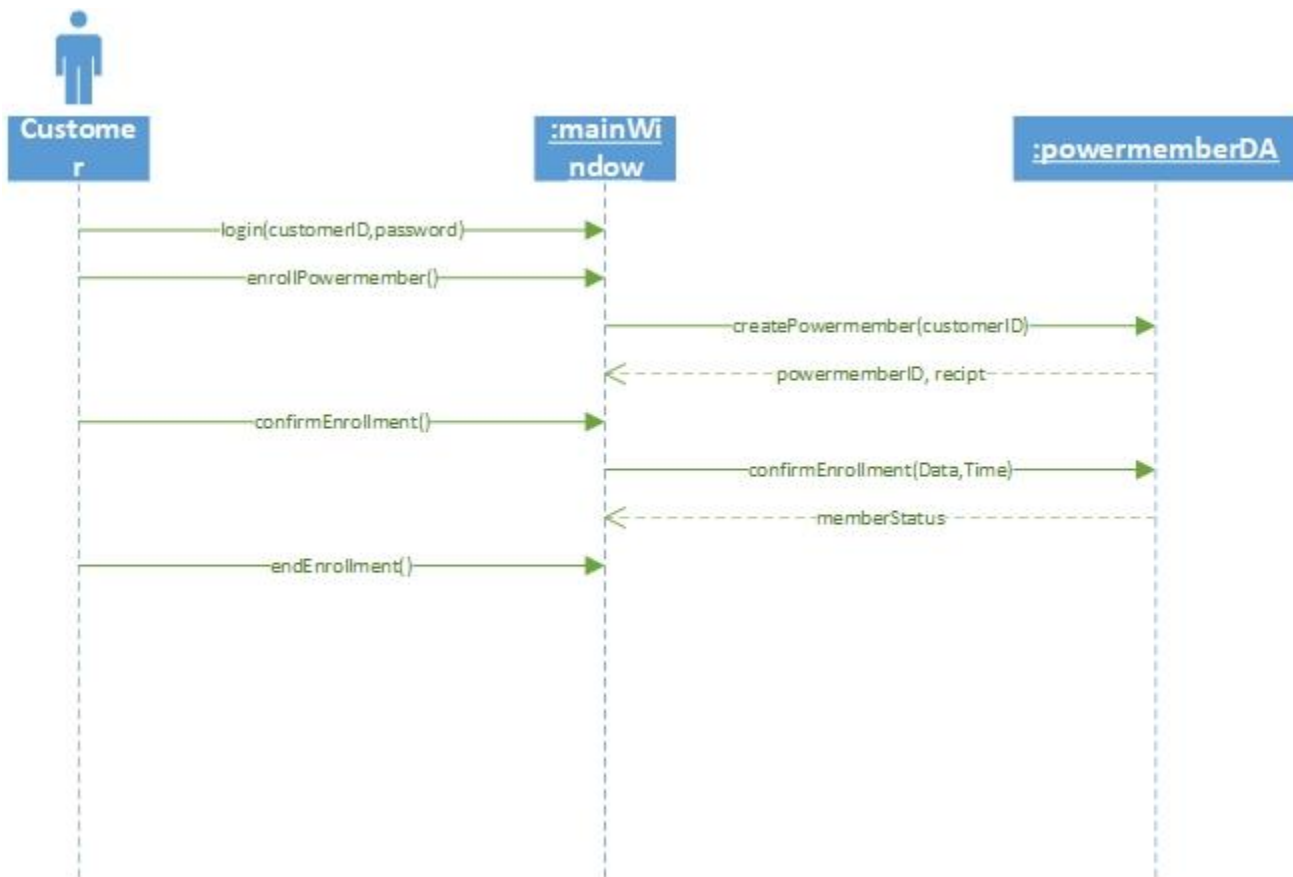 Custome
r
:mainWi
ndow
:powermemberDA
login(customerID,password)
enrollPowermember()
createPowermember(customerID)
powermemberID, recipt
confirmEnrollment()
confirmEnrollment(Data,Time)
memberStatus
endEnrollment()